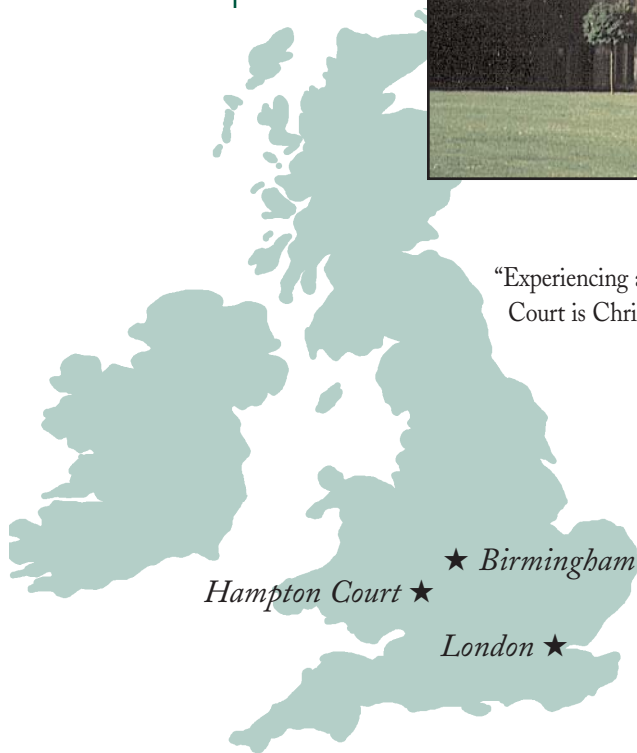 “Experiencing a
Court is Chri
★ Birmingham
Hampton Court ★
London ★